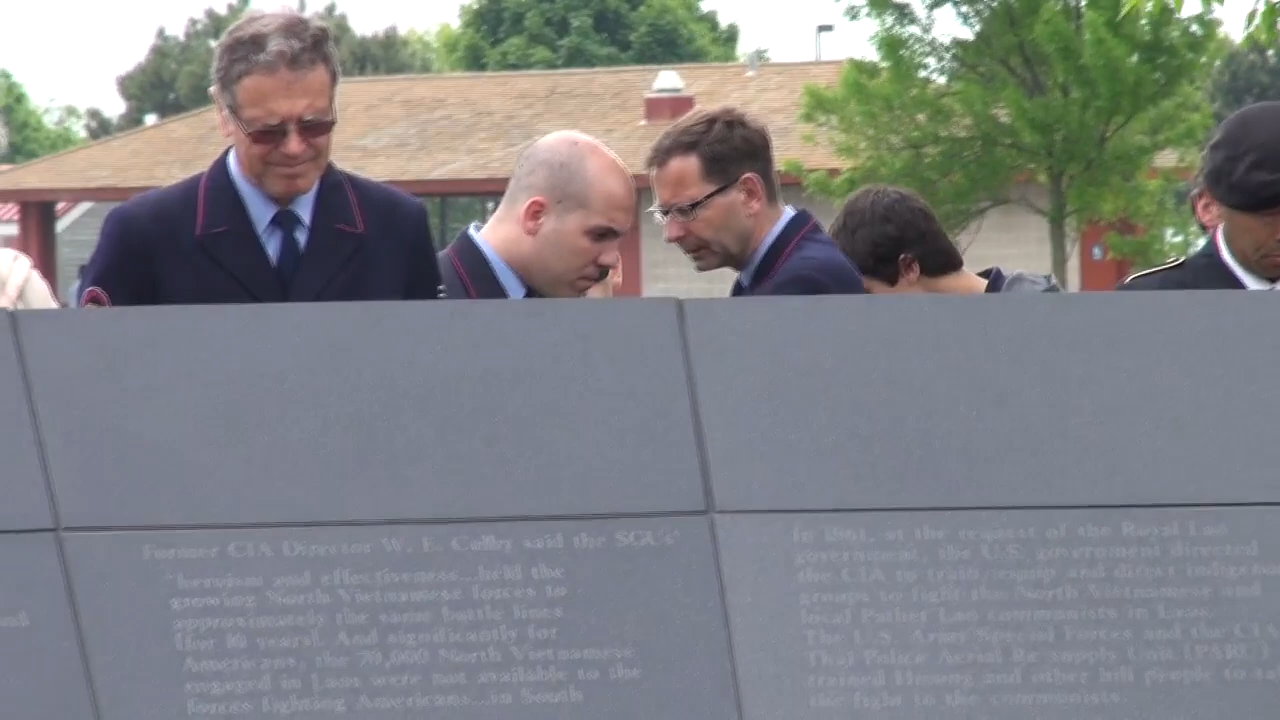 Former CIA Director W. E. Colby said the SGU's'
"heroism and effectiveness...held the
growing North Vietnamese forces to
approximately the same battle lines
[for 10 years]. And significantly for
Americans, the 70,000 North Vietnamese
engaged in Laos were not available to the
forces fighting Americans...in South
In 1961, at the request of the Royal Lao
government, the U.S. government directed
the CIA to train, equip and direct indigenous
groups to fight the North Vietnamese and
local Pathet Lao communists in Laos.
The U.S. Army Special Forces and the CIA
Thai Police Aerial Re-supply Unit (PARU)
trained Hmong and other hill people to
the fight to the communists.